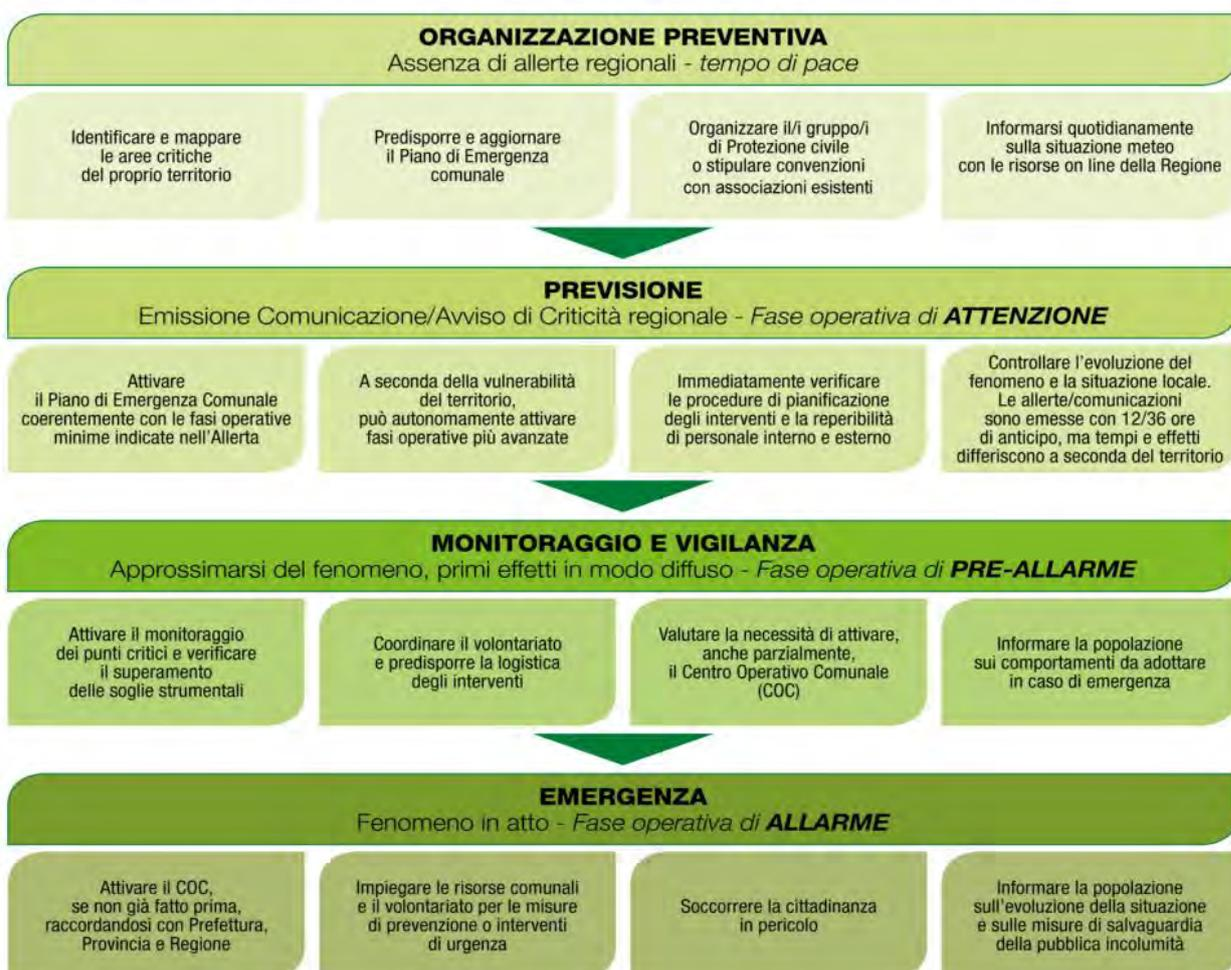 ORGANIZZAZIONE PREVENTIVA
Assenza di allerte regionali - tempo di pace
Identificare e mappare
le aree critiche
del proprio territorio
Predisporre e aggiornare
il Piano di Emergenza
comunale
Organizzare il/i gruppo/i
di Protezione civile
o stipulare convenzioni
con associazioni esistenti
Informarsi quotidianamente
sulla situazione meteo
con le risorse on line della Regione
PREVISIONE
Emissione Comunicazione/Avviso di Criticità regionale - Fase operativa di ATTENZIONE
Attivare
il Piano di Emergenza Comunale
coerentemente con le fasi operative
minime indicate nell'Allerta
A seconda della vulnerabilità
del territorio,
può autonomamente attivare
fasi operative più avanzate
Immediatamente verificare
le procedure di pianificazione
degli interventi e la reperibilità
di personale interno e esterno
Controllare l'evoluzione del
fenomeno e la situazione locale.
Le allerte/comunicazioni
sono emesse con 12/36 ore
di anticipo, ma tempi e effetti
differiscono a seconda del territorio
MONITORAGGIO E VIGILANZA
Approssimarsi del fenomeno, primi effetti in modo diffuso - Fase operativa di PRE-ALLARME
Attivare il monitoraggio
dei punti critici e verificare
il superamento
delle soglie strumentali
Coordinare il volontariato
e predisporre la logistica
degli interventi
Valutare la necessità di attivare,
anche parzialmente,
il Centro Operativo Comunale
(COC)
Informare la popolazione
sui comportamenti da adottare
in caso di emergenza
EMERGENZA
Fenomeno in atto - Fase operativa di ALLARME
Attivare il COC,
se non già fatto prima,
raccordandosi con Prefettura,
Provincia e Regione
Impiegare le risorse comunali
e il volontariato per le misure
di prevenzione o interventi
di urgenza
Soccorrere la cittadinanza
in pericolo
Informare la popolazione
sull'evoluzione della situazione
e sulle misure di salvaguardia
della pubblica incolumità